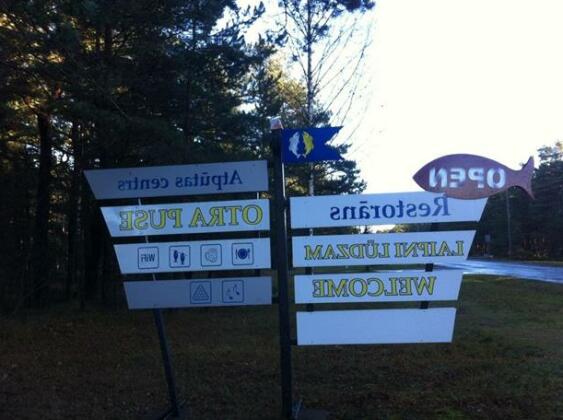 OPEN
Restorāns
LAIPNI LŪDZAM
WELCOME
Atpūtas centrs
OTRA PUSE
WiFi